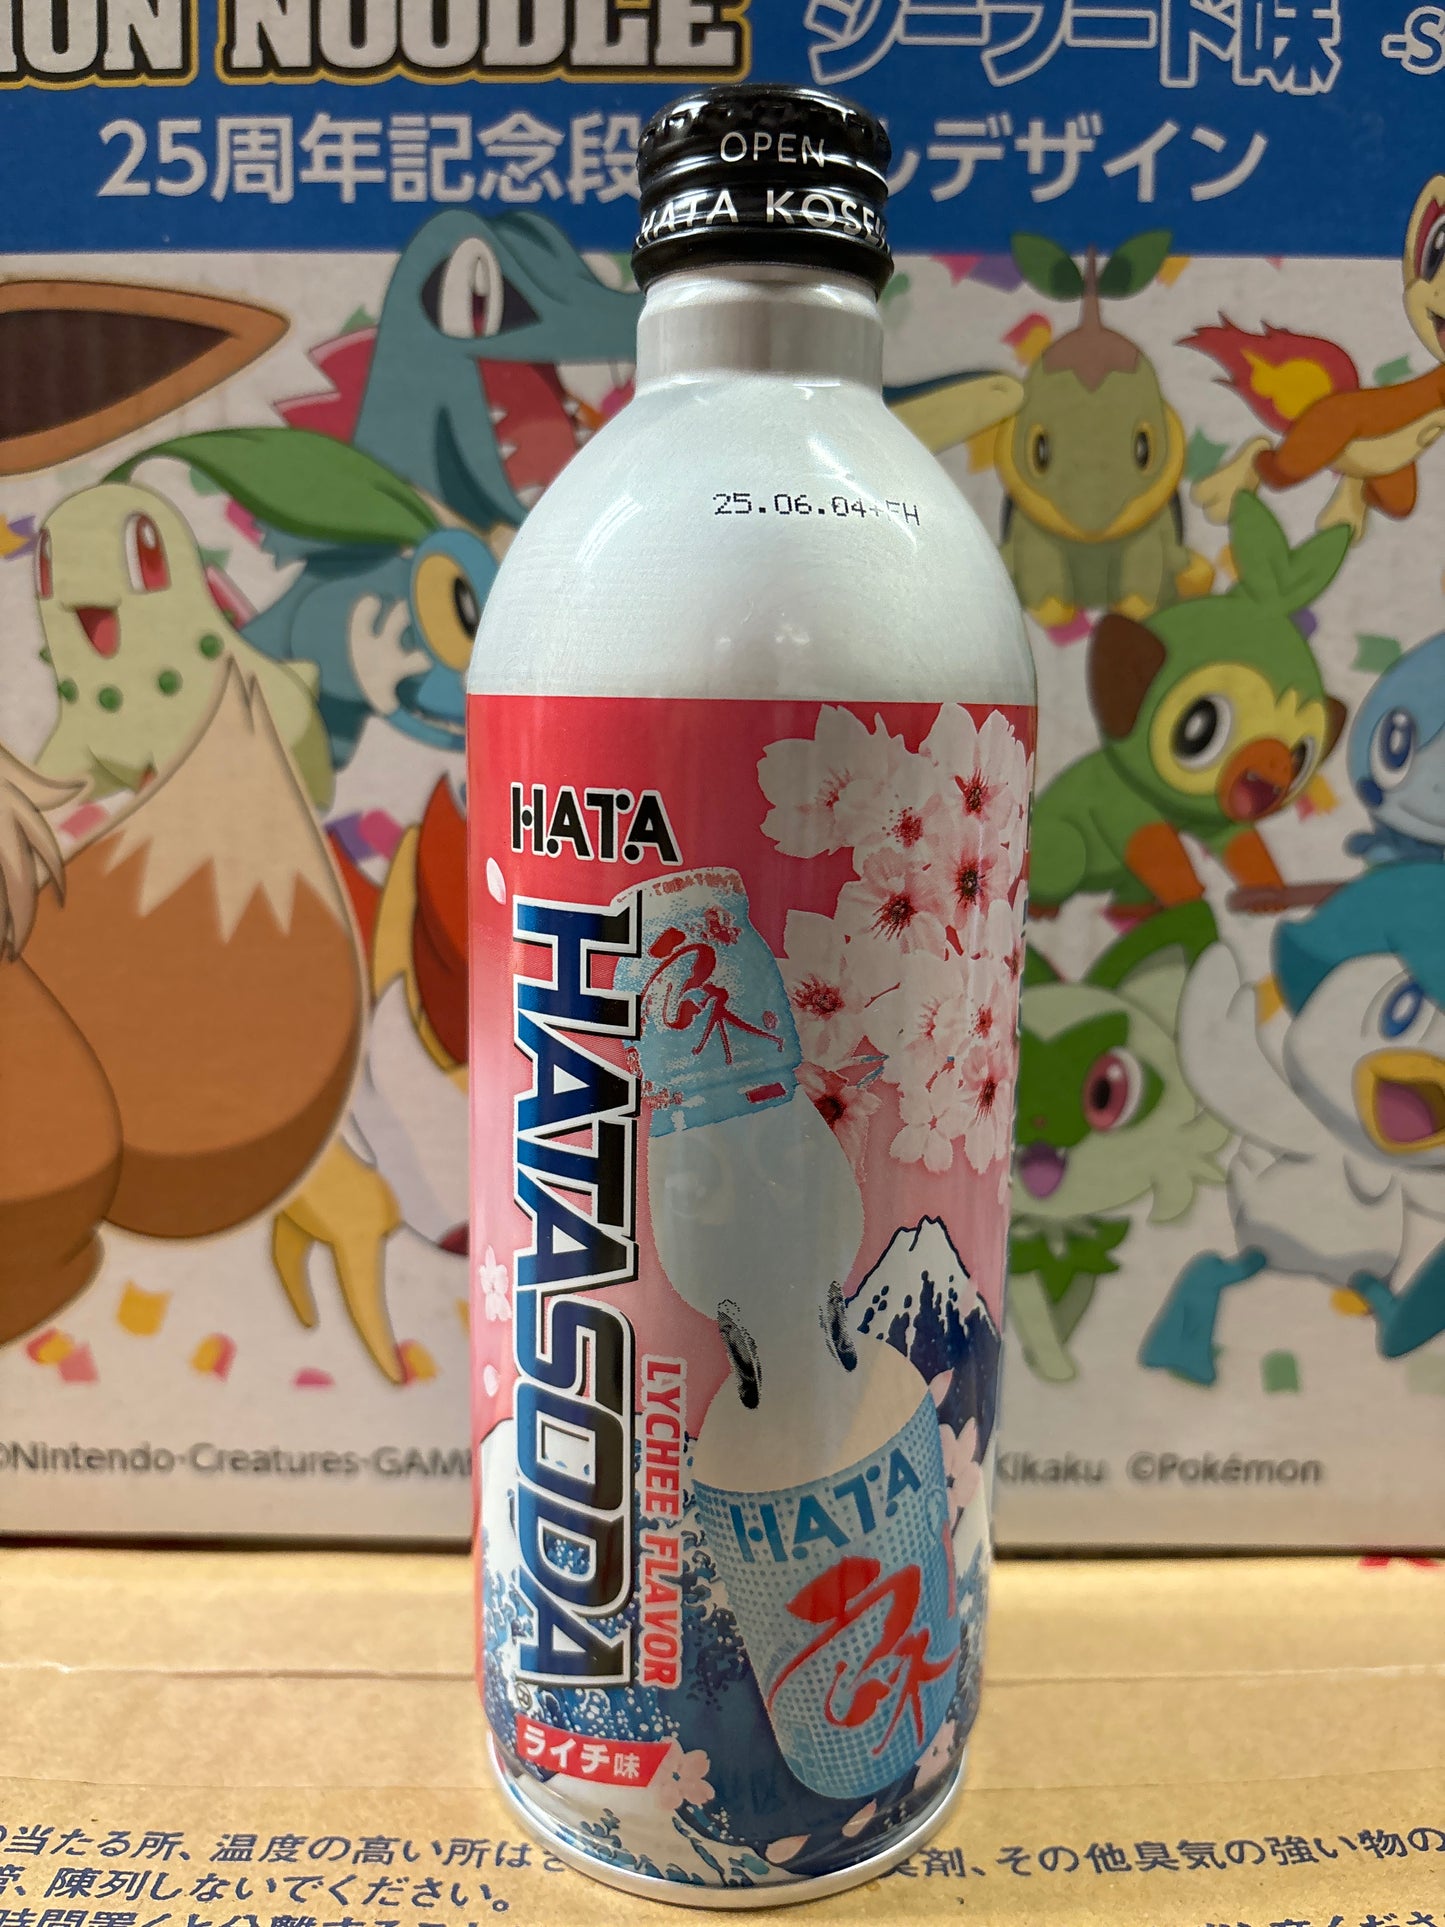 NOODLE シーフード味
25周年記念段 ルデザイン
OPEN
HATA KOSE
25.06.04
HATA
HATASODA
LYCHEE FLAVOR
HATA
ライチ味
©Nintendo・Creatures・GAM
Kikaku ©Pokémon
当たる所、温度の高い所は
剤、その他臭気の強い物の
陳列しないでください。